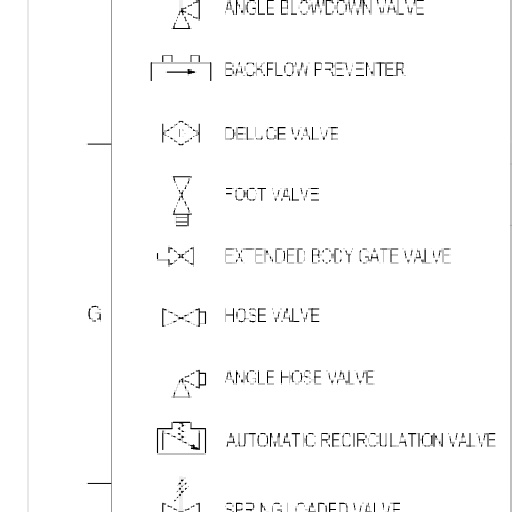 ANGLE BLOWDOWN VALVE
BACKFLOW PREVENTER
DELUGE VALVE
FOOT VALVE
EXTENDED BODY GATE VALVE
G
HOSE VALVE
ANGLE HOSE VALVE
AUTOMATIC RECIRCULATION VALVE
SPRING LOADED VALVE